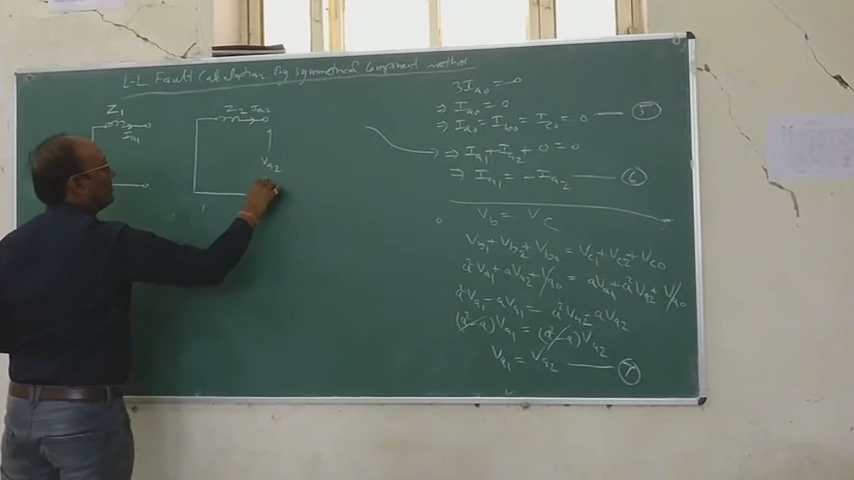 L-L Fault Calculation By symmetrical component method
Z1
Ia1
Z2 Ia2
Va2
3Ia0 = 0
⇒ Ia0 = 0
⇒ Ia0 = Ib0 = Ic0 = 0 — 5
⇒ Ia1 + Ia2 + 0 = 0
⇒ Ia1 = - Ia2 — 6
Vb = Vc
Vb1 + Vb2 + Vb0 = Vc1 + Vc2 + Vc0
a²Va1 + aVa2 + Va0 = aVa1 + a²Va2 + Va0
a²Va1 - aVa1 = a²Va2 - aVa2
(a² - a)Va1 = (a² - a)Va2
Va1 = Va2 — 7